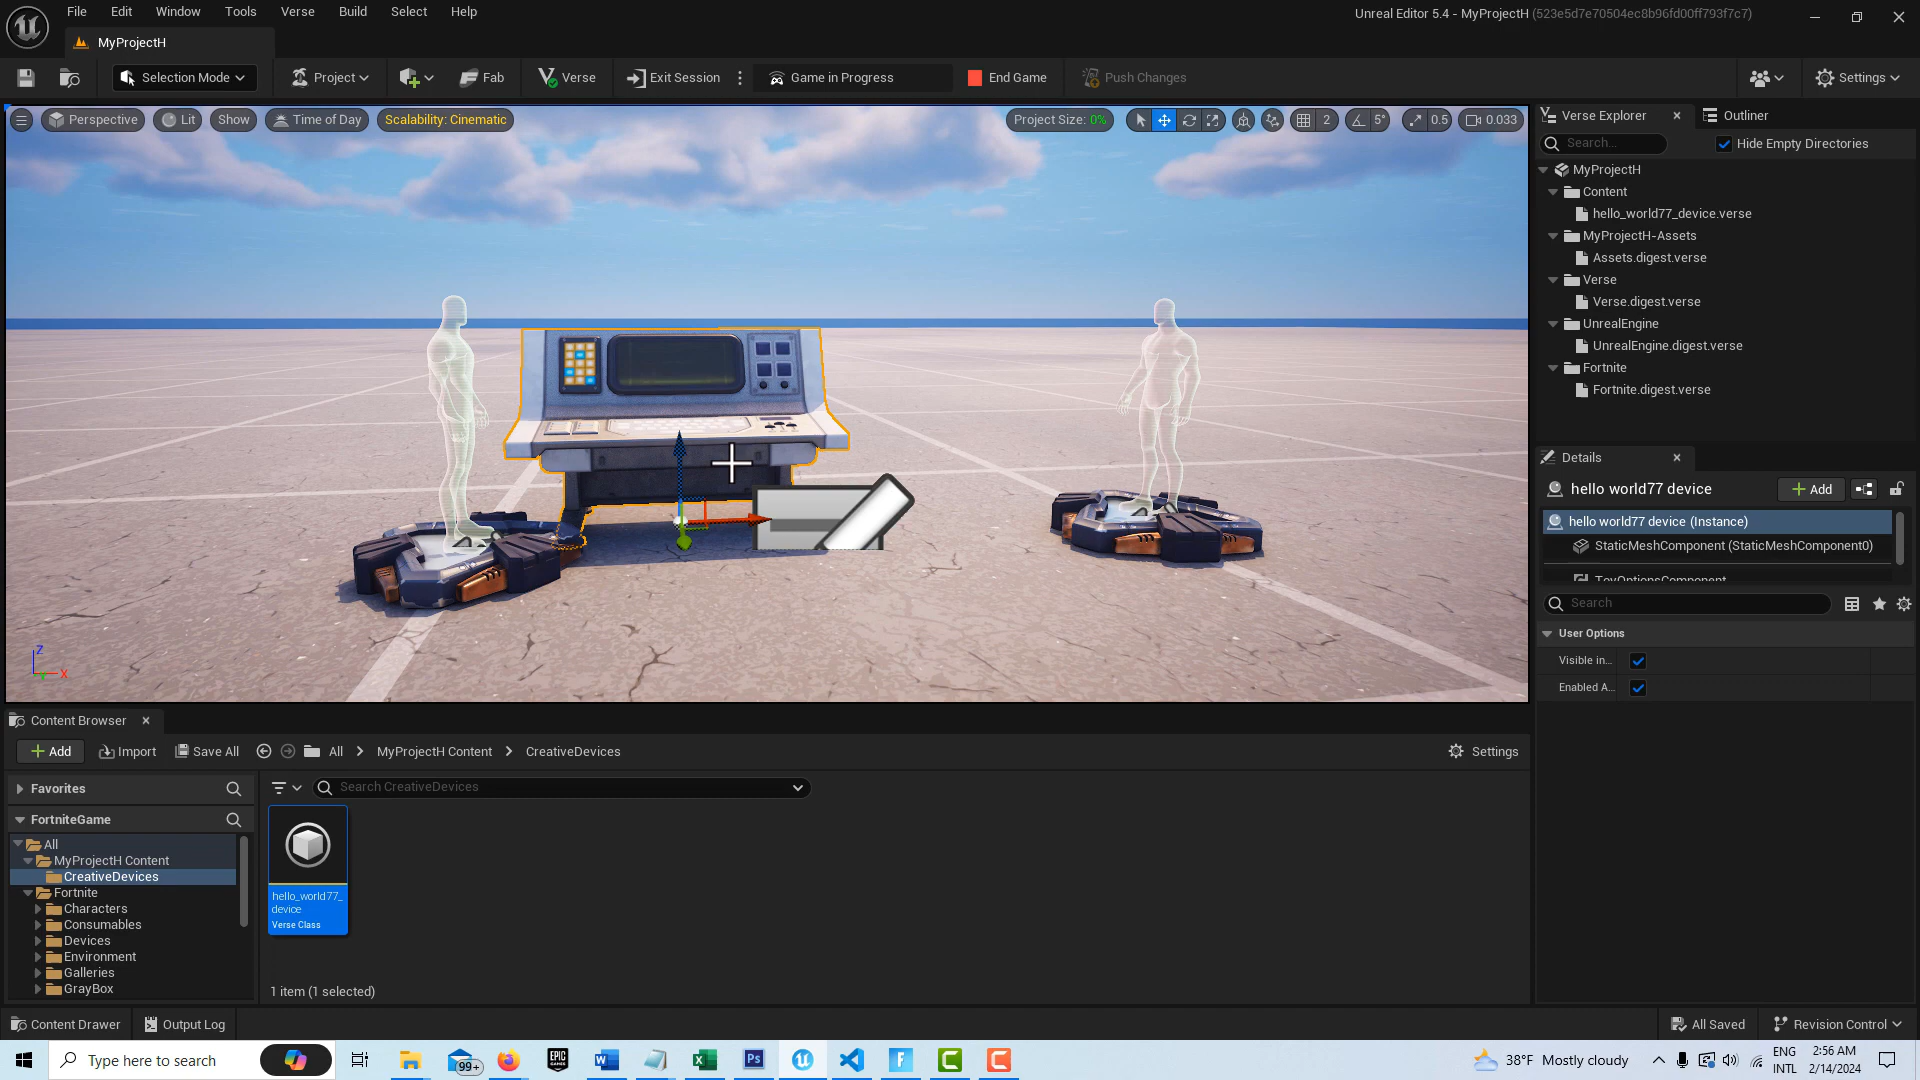 File Edit Window Tools Verse Build Select Help
Unreal Editor 5.4 - MyProjectH (523e5d7e70504ec8b96fd00ff793f7c7)
MyProjectH
Selection Mode Project Fab Verse Exit Session Game in Progress End Game Push Changes Settings
Perspective Lit Show Time of Day Scalability: Cinematic Project Size: 0% 2 5° 0.5 0.033
Verse Explorer Outliner
Search... Hide Empty Directories
MyProjectH
Content
hello_world77_device.verse
MyProjectH-Assets
Assets.digest.verse
Verse
Verse.digest.verse
UnrealEngine
UnrealEngine.digest.verse
Fortnite
Fortnite.digest.verse
Details
hello world77 device Add
hello world77 device (Instance)
StaticMeshComponent (StaticMeshComponent0)
ToyOptionsComponent
Search
User Options
Visible in...
Enabled A...
Z
X
Content Browser
Add Import Save All All MyProjectH Content CreativeDevices Settings
Favorites
Search CreativeDevices
FortniteGame
All
MyProjectH Content
CreativeDevices
Fortnite
Characters
Consumables
Devices
Environment
Galleries
GrayBox
hello_world77_
device
Verse Class
1 item (1 selected)
Content Drawer Output Log All Saved Revision Control
Type here to search 99+ EPIC GAMES W X Ps F C C 38°F Mostly cloudy ENG INTL 2:56 AM 2/14/2024